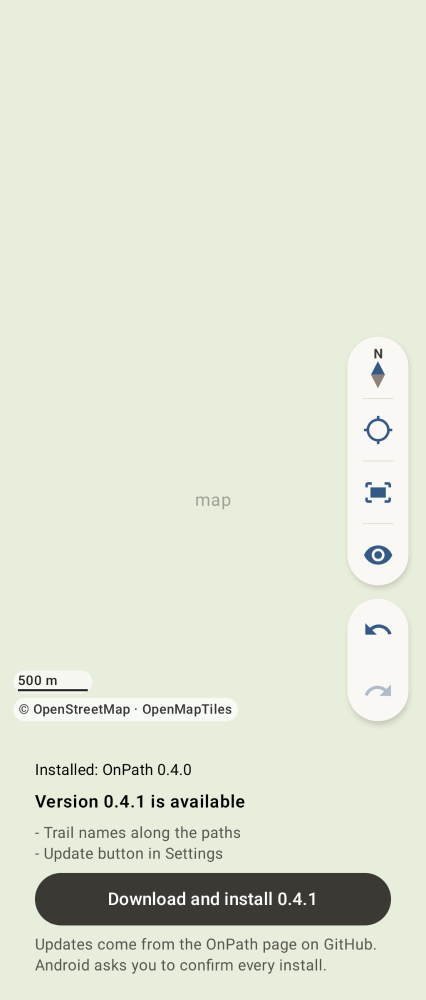 N
map
500 m
© OpenStreetMap · OpenMapTiles
Installed: OnPath 0.4.0
Version 0.4.1 is available
- Trail names along the paths
- Update button in Settings
Download and install 0.4.1
Updates come from the OnPath page on GitHub.
Android asks you to confirm every install.